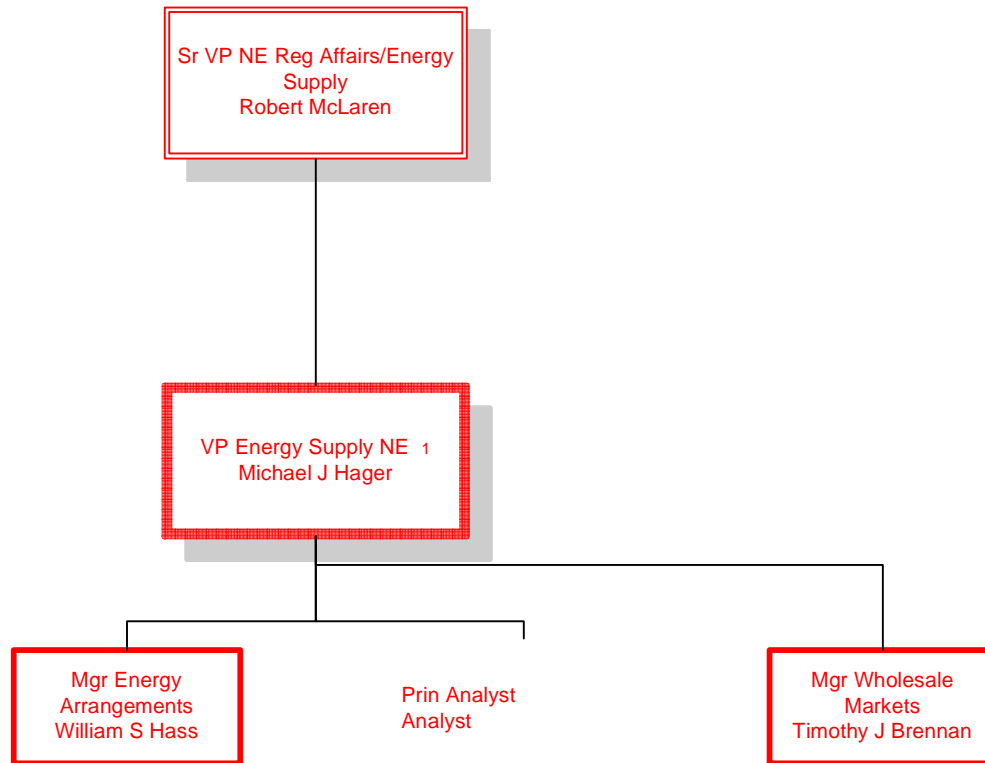 Sr VP NE Reg Affairs/Energy
Supply
Robert McLaren
VP Energy Supply NE 1
Michael J Hager
Mgr Energy
Arrangements
William S Hass
Prin Analyst
Analyst
Mgr Wholesale
Markets
Timothy J Brennan